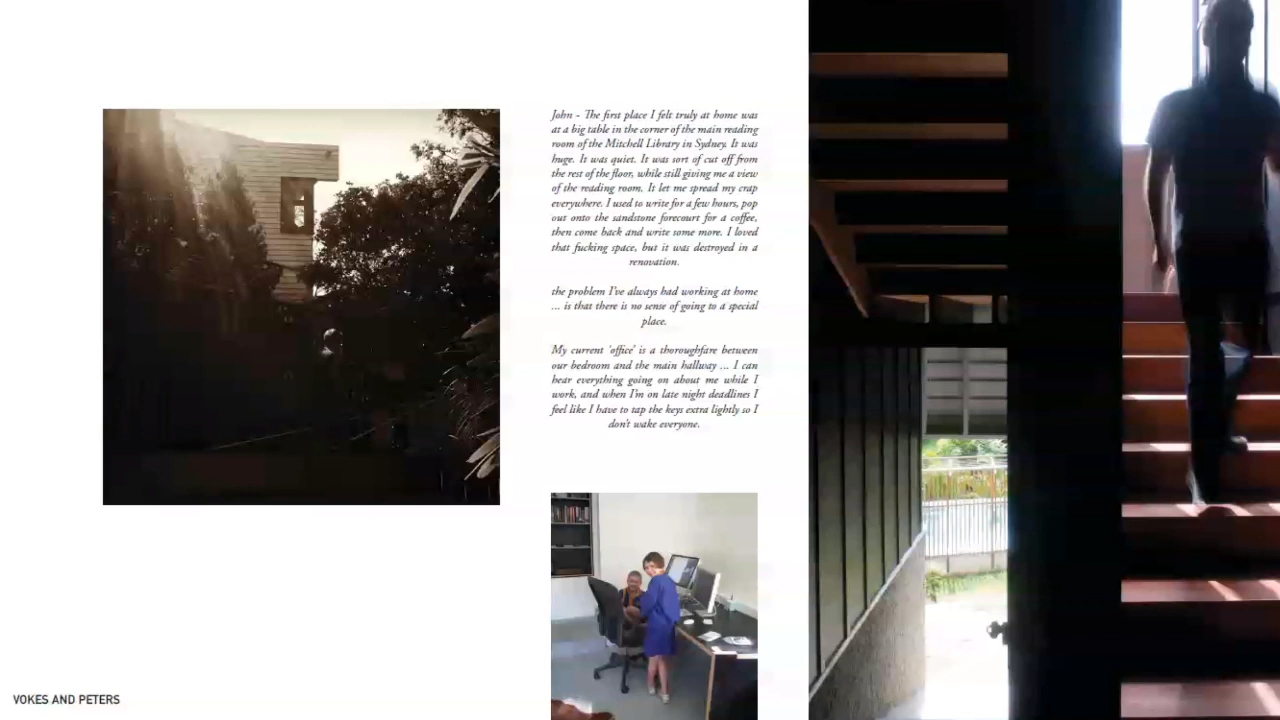 John - The first place I felt truly at home was
at a big table in the corner of the main reading
room of the Mitchell Library in Sydney. It was
huge. It was quiet. It was sort of cut off from
the rest of the floor, while still giving me a view
of the reading room. It let me spread my crap
everywhere. I used to write for a few hours, pop
out onto the sandstone forecourt for a coffee,
then come back and write some more. I loved
that fucking space, but it was destroyed in a
renovation.
the problem I've always had working at home
... is that there is no sense of going to a special
place.
My current 'office' is a thoroughfare between
our bedroom and the main hallway ... I can
hear everything going on about me while I
work, and when I'm on late night deadlines I
feel like I have to tap the keys extra lightly so I
don't wake everyone.
VOKES AND PETERS